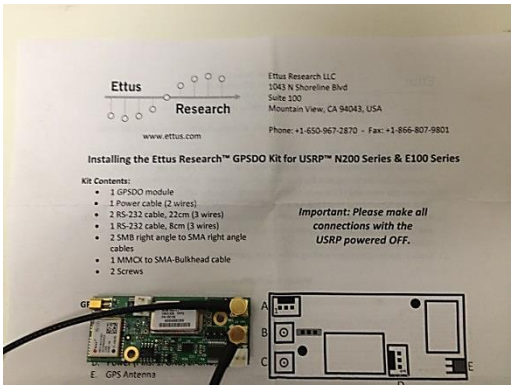 Ettus
Research
www.ettus.com
Ettus Research LLC
1043 N Shoreline Blvd
Suite 100
Mountain View, CA 94043, USA
Phone: +1-650-967-2870 - Fax: +1-866-807-9801
Installing the Ettus Research™ GPSDO Kit for USRP™ N200 Series & E100 Series
Kit Contents:
• 1 GPSDO module
• 1 Power cable (2 wires)
• 2 RS-232 cable, 22cm (3 wires)
• 1 RS-232 cable, 8cm (3 wires)
• 2 SMB right angle to SMA right angle
cables
• 1 MMCX to SMA-Bulkhead cable
• 2 Screws
Important: Please make all
connections with the
USRP powered OFF.
A
B
C
D
E
E. GPS Antenna